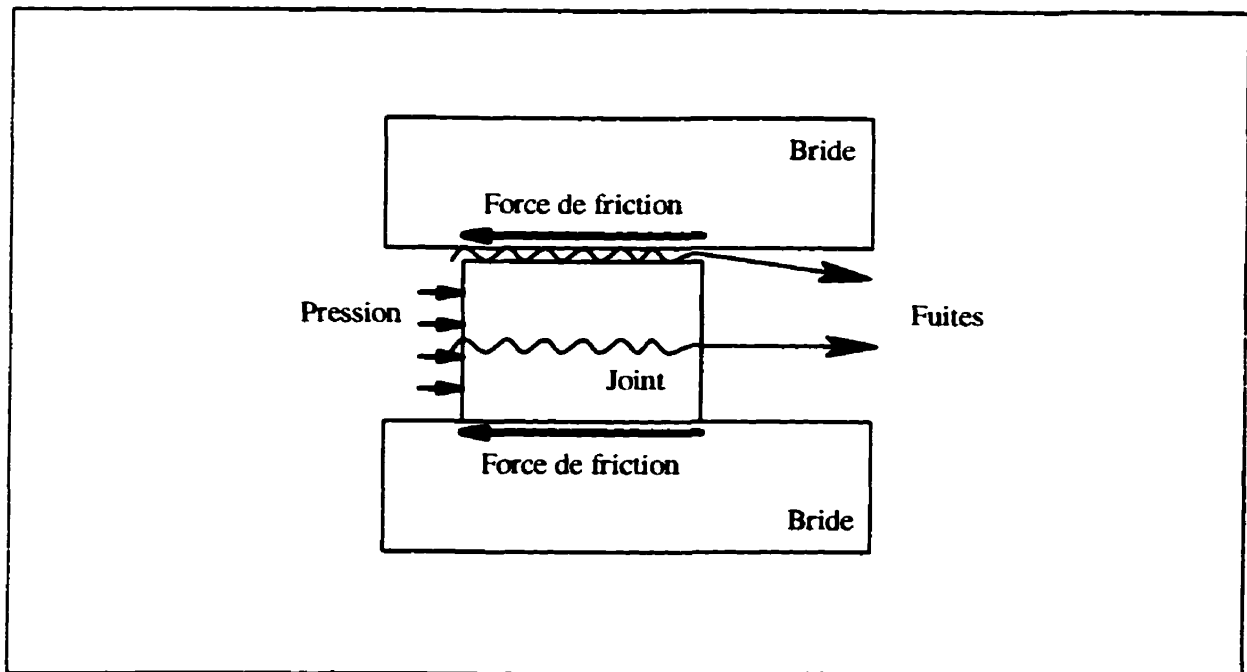 Bride
Force de friction
Pression
Fuites
Joint
Force de friction
Bride